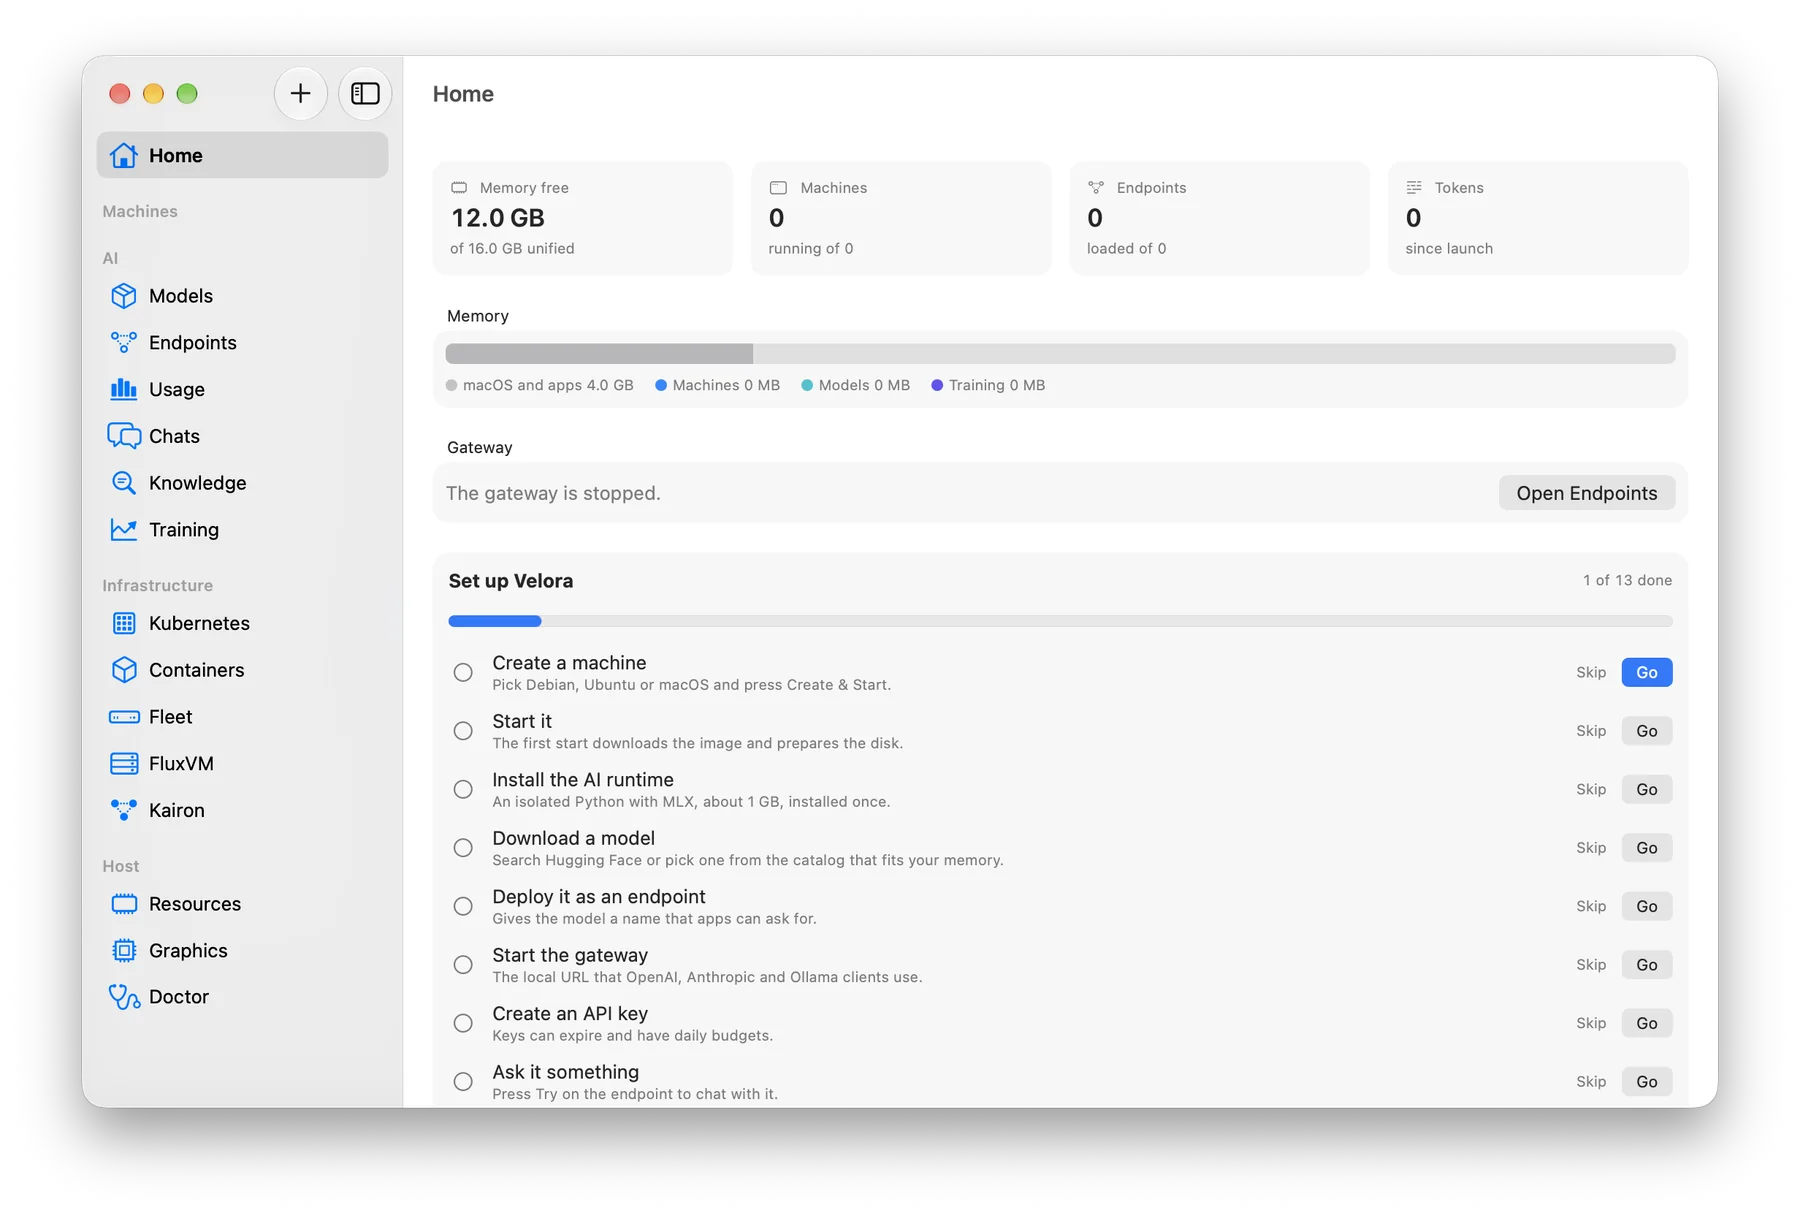 Home
Home
Machines
AI
Models
Endpoints
Usage
Chats
Knowledge
Training
Infrastructure
Kubernetes
Containers
Fleet
FluxVM
Kairon
Host
Resources
Graphics
Doctor
Memory free
12.0 GB
of 16.0 GB unified
Machines
0
running of 0
Endpoints
0
loaded of 0
Tokens
0
since launch
Memory
macOS and apps 4.0 GB Machines 0 MB Models 0 MB Training 0 MB
Gateway
The gateway is stopped. Open Endpoints
Set up Velora 1 of 13 done
Create a machine
Pick Debian, Ubuntu or macOS and press Create & Start.
Skip Go
Start it
The first start downloads the image and prepares the disk.
Skip Go
Install the AI runtime
An isolated Python with MLX, about 1 GB, installed once.
Skip Go
Download a model
Search Hugging Face or pick one from the catalog that fits your memory.
Skip Go
Deploy it as an endpoint
Gives the model a name that apps can ask for.
Skip Go
Start the gateway
The local URL that OpenAI, Anthropic and Ollama clients use.
Skip Go
Create an API key
Keys can expire and have daily budgets.
Skip Go
Ask it something
Press Try on the endpoint to chat with it.
Skip Go